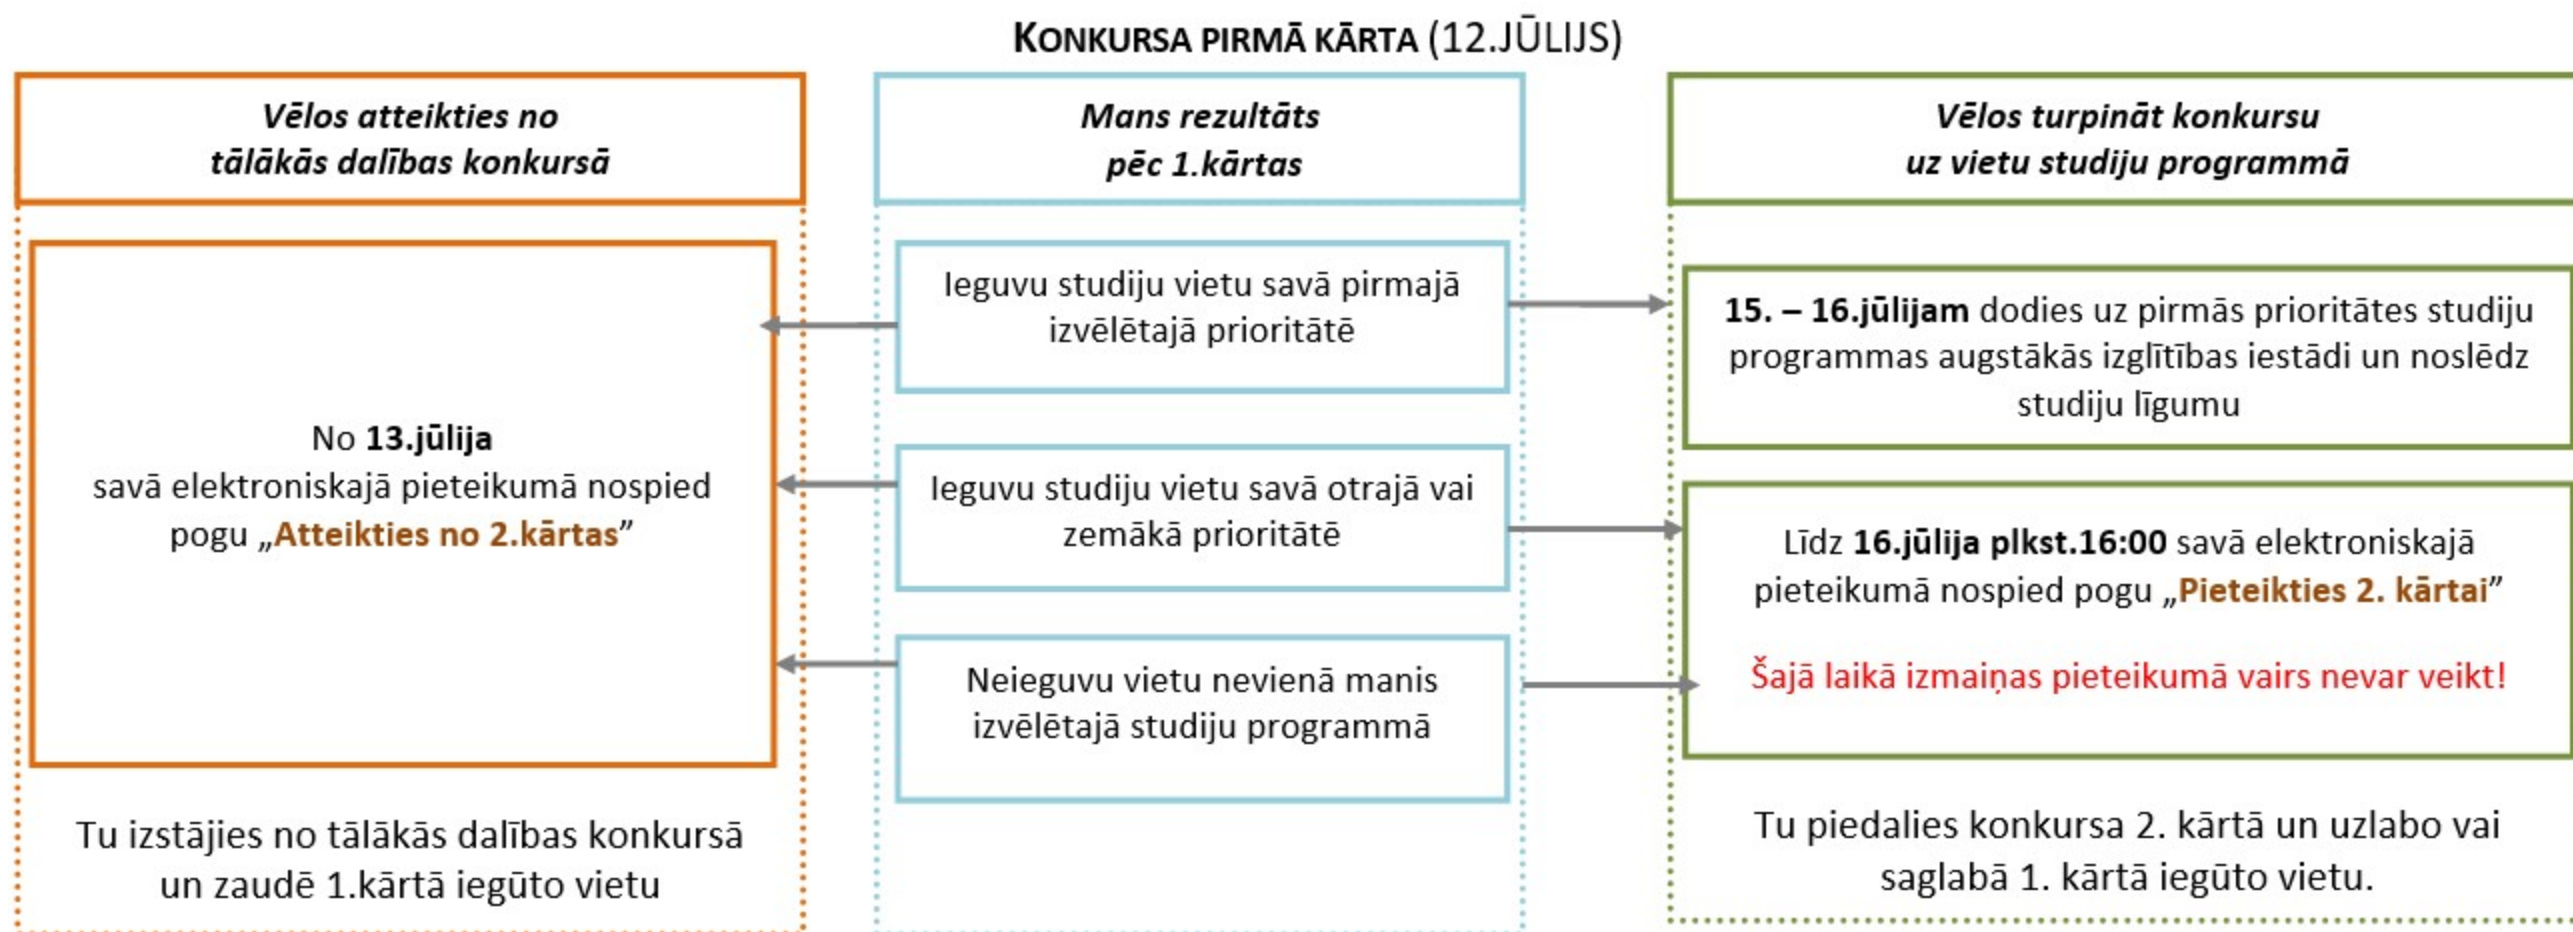 KONKURSA PIRMĀ KĀRTA (12.JŪLIJS)
Vēlos atteikties no
tālākās dalības konkursā
No 13.jūlija
savā elektroniskajā pieteikumā nospied
pogu „Atteikties no 2.kārtas”
Tu izstājies no tālākās dalības konkursā
un zaudē 1.kārtā iegūto vietu
Mans rezultāts
pēc 1.kārtas
Ieguvu studiju vietu savā pirmajā
izvēlētajā prioritātē
Ieguvu studiju vietu savā otrajā vai
zemākā prioritātē
Neieguvu vietu nevienā manis
izvēlētajā studiju programmā
Vēlos turpināt konkursu
uz vietu studiju programmā
15. – 16.jūlijam dodies uz pirmās prioritātes studiju
programmas augstākās izglītības iestādi un noslēdz
studiju līgumu
Līdz 16.jūlija plkst.16:00 savā elektroniskajā
pieteikumā nospied pogu „Pieteikties 2. kārtai”
Šajā laikā izmaiņas pieteikumā vairs nevar veikt!
Tu piedalies konkursa 2. kārtā un uzlabo vai
saglabā 1. kārtā iegūto vietu.